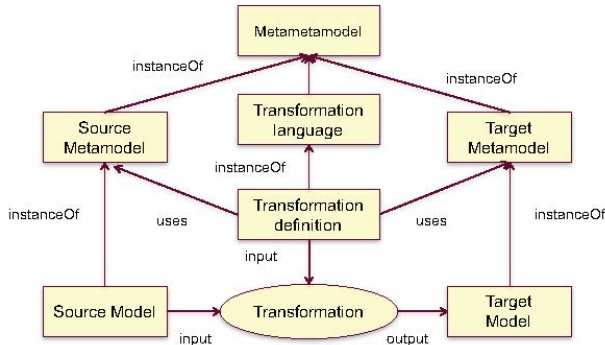 Metametamodel
instanceOf
instanceOf
Source
Metamodel
Transformation
language
Target
Metamodel
instanceOf
instanceOf
uses
Transformation
definition
uses
instanceOf
input
Source Model
Transformation
Target
Model
input
output